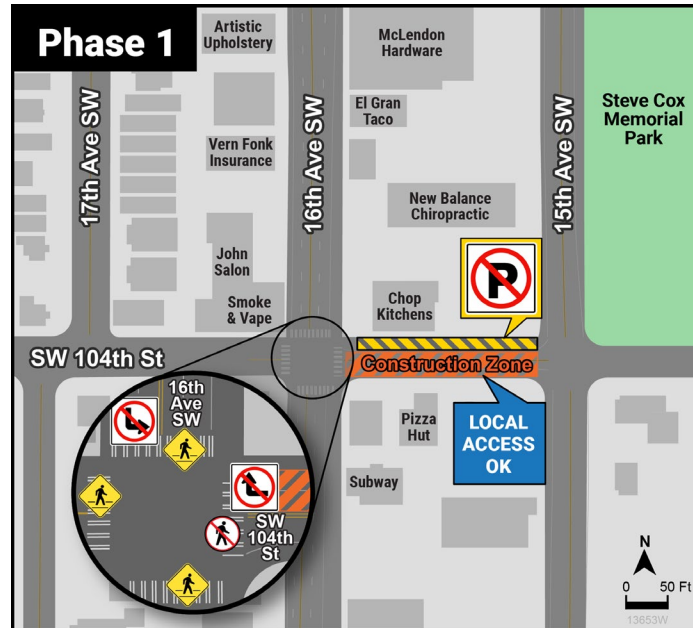 Phase 1
Artistic
Upholstery
McLendon
Hardware
16th Ave SW
El Gran
Taco
Steve Cox
Memorial
Park
17th Ave SW
15th Ave SW
Vern Fonk
Insurance
New Balance
Chiropractic
John
Salon
P
Smoke
& Vape
Chop
Kitchens
SW 104th St
Construction Zone
16th
Ave
SW
Pizza
Hut
LOCAL
ACCESS
OK
Subway
SW
104th
St
N
0 50 Ft
13653W